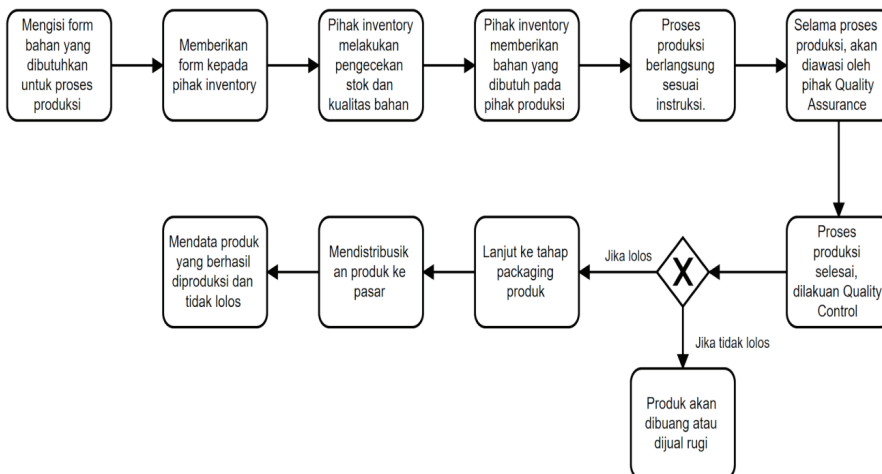 Mengisi form
bahan yang
dibutuhkan
untuk proses
produksi
Memberikan
form kepada
pihak inventory
Pihak inventory
melakukan
pengecekan
stok dan
kualitas bahan
Pihak inventory
memberikan
bahan yang
dibutuh pada
pihak produksi
Proses
produksi
berlangsung
sesuai
instruksi.
Selama proses
produksi, akan
diawasi oleh
pihak Quality
Assurance
Proses
produksi
selesai,
dilakuan Quality
Control
X
Jika lolos
Lanjut ke tahap
packaging
produk
Mendistribusik
an produk ke
pasar
Mendata produk
yang berhasil
diproduksi dan
tidak lolos
Jika tidak lolos
Produk akan
dibuang atau
dijual rugi